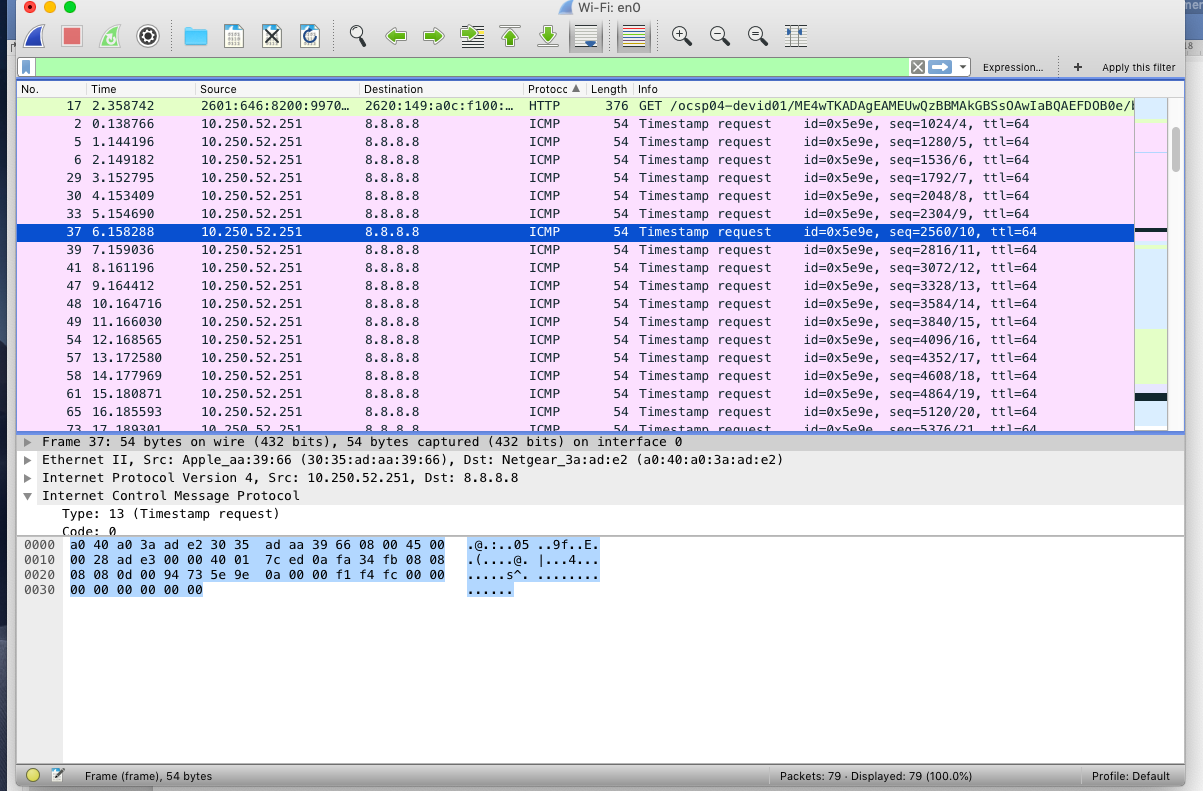 Wi-Fi: en0
Expression... + Apply this filter
No. Time Source Destination Protocc Length Info
17 2.358742 2601:646:8200:9970… 2620:149:a0c:f100:… HTTP 376 GET /ocsp04-devid01/ME4wTKADAgEAMEUwQzBBMAkGBSsOAwIaBQAEFDOB0e/
2 0.138766 10.250.52.251 8.8.8.8 ICMP 54 Timestamp request id=0x5e9e, seq=1024/4, ttl=64
5 1.144196 10.250.52.251 8.8.8.8 ICMP 54 Timestamp request id=0x5e9e, seq=1280/5, ttl=64
6 2.149182 10.250.52.251 8.8.8.8 ICMP 54 Timestamp request id=0x5e9e, seq=1536/6, ttl=64
29 3.152795 10.250.52.251 8.8.8.8 ICMP 54 Timestamp request id=0x5e9e, seq=1792/7, ttl=64
30 4.153409 10.250.52.251 8.8.8.8 ICMP 54 Timestamp request id=0x5e9e, seq=2048/8, ttl=64
33 5.154690 10.250.52.251 8.8.8.8 ICMP 54 Timestamp request id=0x5e9e, seq=2304/9, ttl=64
37 6.158288 10.250.52.251 8.8.8.8 ICMP 54 Timestamp request id=0x5e9e, seq=2560/10, ttl=64
39 7.159036 10.250.52.251 8.8.8.8 ICMP 54 Timestamp request id=0x5e9e, seq=2816/11, ttl=64
41 8.161196 10.250.52.251 8.8.8.8 ICMP 54 Timestamp request id=0x5e9e, seq=3072/12, ttl=64
47 9.164412 10.250.52.251 8.8.8.8 ICMP 54 Timestamp request id=0x5e9e, seq=3328/13, ttl=64
48 10.164716 10.250.52.251 8.8.8.8 ICMP 54 Timestamp request id=0x5e9e, seq=3584/14, ttl=64
49 11.166030 10.250.52.251 8.8.8.8 ICMP 54 Timestamp request id=0x5e9e, seq=3840/15, ttl=64
54 12.168565 10.250.52.251 8.8.8.8 ICMP 54 Timestamp request id=0x5e9e, seq=4096/16, ttl=64
57 13.172580 10.250.52.251 8.8.8.8 ICMP 54 Timestamp request id=0x5e9e, seq=4352/17, ttl=64
58 14.177969 10.250.52.251 8.8.8.8 ICMP 54 Timestamp request id=0x5e9e, seq=4608/18, ttl=64
61 15.180871 10.250.52.251 8.8.8.8 ICMP 54 Timestamp request id=0x5e9e, seq=4864/19, ttl=64
65 16.185593 10.250.52.251 8.8.8.8 ICMP 54 Timestamp request id=0x5e9e, seq=5120/20, ttl=64
73 17.189301 10.250.52.251 8.8.8.8 ICMP 54 Timestamp request id=0x5e9e, seq=5376/21, ttl=64
Frame 37: 54 bytes on wire (432 bits), 54 bytes captured (432 bits) on interface 0
Ethernet II, Src: Apple_aa:39:66 (30:35:ad:aa:39:66), Dst: Netgear_3a:ad:e2 (a0:40:a0:3a:ad:e2)
Internet Protocol Version 4, Src: 10.250.52.251, Dst: 8.8.8.8
Internet Control Message Protocol
Type: 13 (Timestamp request)
Code: 0
0000 a0 40 a0 3a ad e2 30 35 ad aa 39 66 08 00 45 00 .@.:..05 ..9f..E.
0010 00 28 ad e3 00 00 40 01 7c ed 0a fa 34 fb 08 08 .(....@. |...4...
0020 08 08 0d 00 94 73 5e 9e 0a 00 00 f1 f4 fc 00 00 .....s^. ........
0030 00 00 00 00 00 00 ......
Frame (frame), 54 bytes Packets: 79 · Displayed: 79 (100.0%) Profile: Default